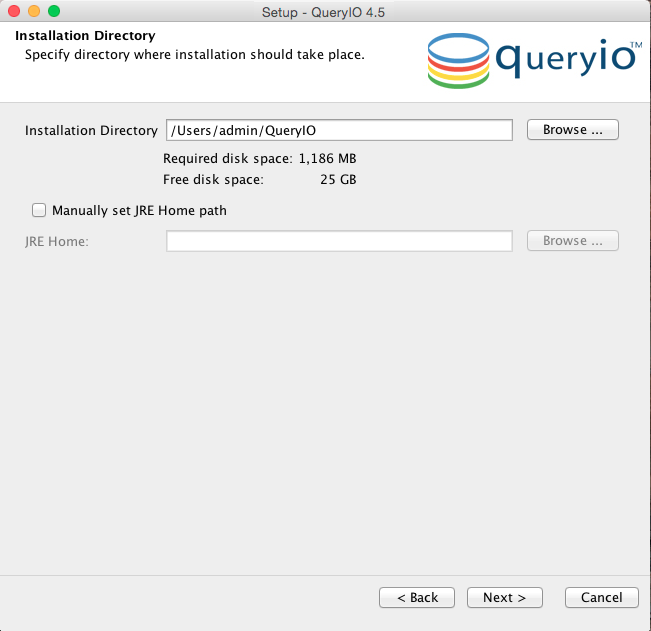 Setup - QueryIO 4.5
Installation Directory
Specify directory where installation should take place.
queryio™
Installation Directory /Users/admin/QueryIO Browse ...
Required disk space: 1,186 MB
Free disk space: 25 GB
Manually set JRE Home path
JRE Home: Browse ...
< Back Next > Cancel